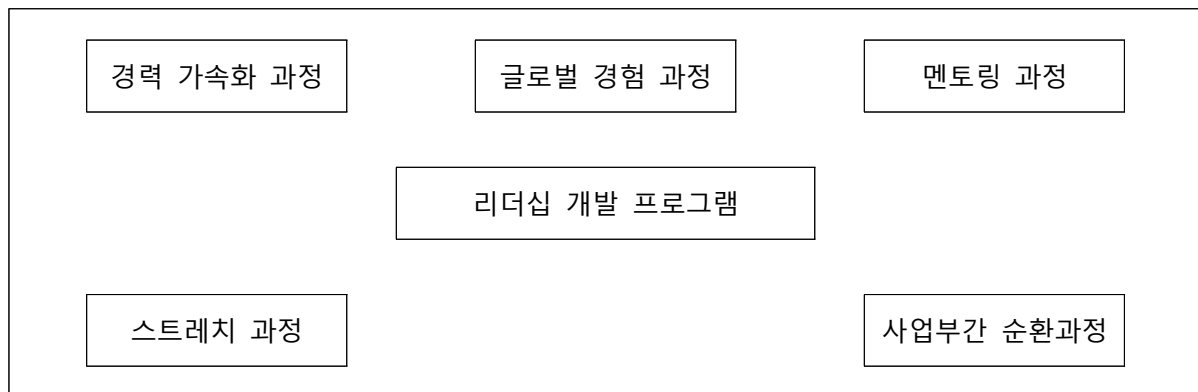 경력 가속화 과정
글로벌 경험 과정
멘토링 과정
리더십 개발 프로그램
스트레치 과정
사업부간 순환과정